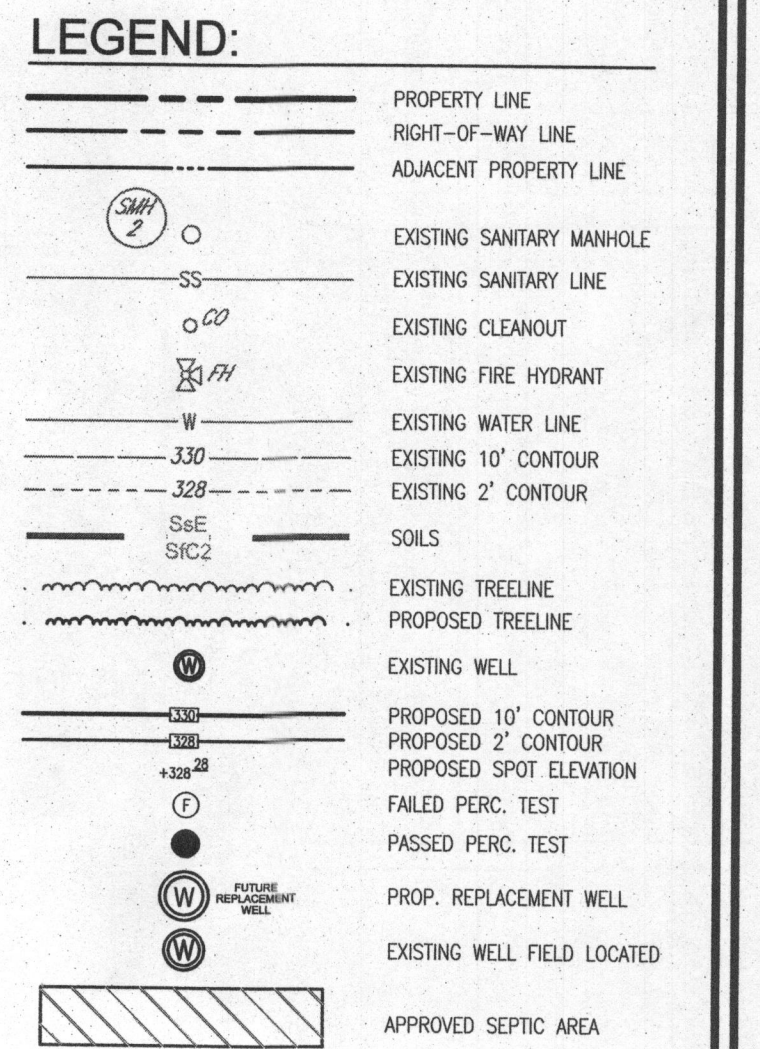 LEGEND:
PROPERTY LINE
RIGHT-OF-WAY LINE
ADJACENT PROPERTY LINE
SMH
2
EXISTING SANITARY MANHOLE
SS EXISTING SANITARY LINE
CO EXISTING CLEANOUT
FH EXISTING FIRE HYDRANT
W EXISTING WATER LINE
330 EXISTING 10' CONTOUR
328 EXISTING 2' CONTOUR
SsE
SfC2
SOILS
EXISTING TREELINE
PROPOSED TREELINE
W EXISTING WELL
330 PROPOSED 10' CONTOUR
328 PROPOSED 2' CONTOUR
+328 28 PROPOSED SPOT ELEVATION
F FAILED PERC. TEST
PASSED PERC. TEST
W
FUTURE
REPLACEMENT
WELL
PROP. REPLACEMENT WELL
W EXISTING WELL FIELD LOCATED
APPROVED SEPTIC AREA